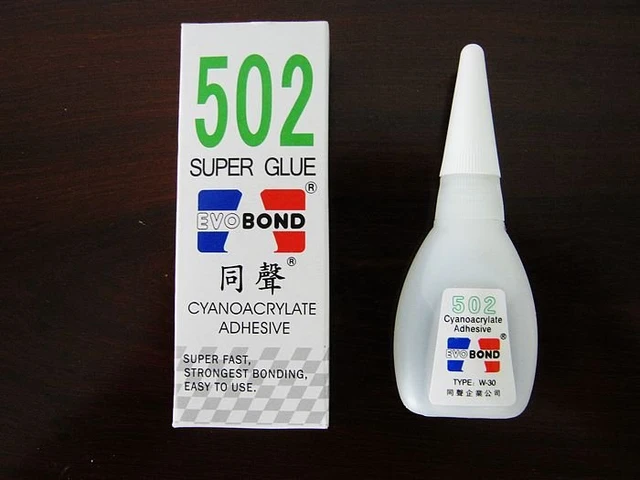 502
SUPER GLUE
EVOBOND®
同聲®
CYANOACRYLATE
ADHESIVE
SUPER FAST,
STRONGEST BONDING,
EASY TO USE.
502
Cyanoacrylate
Adhesive
EVOBOND®
TYPE: W-30
同聲企業公司